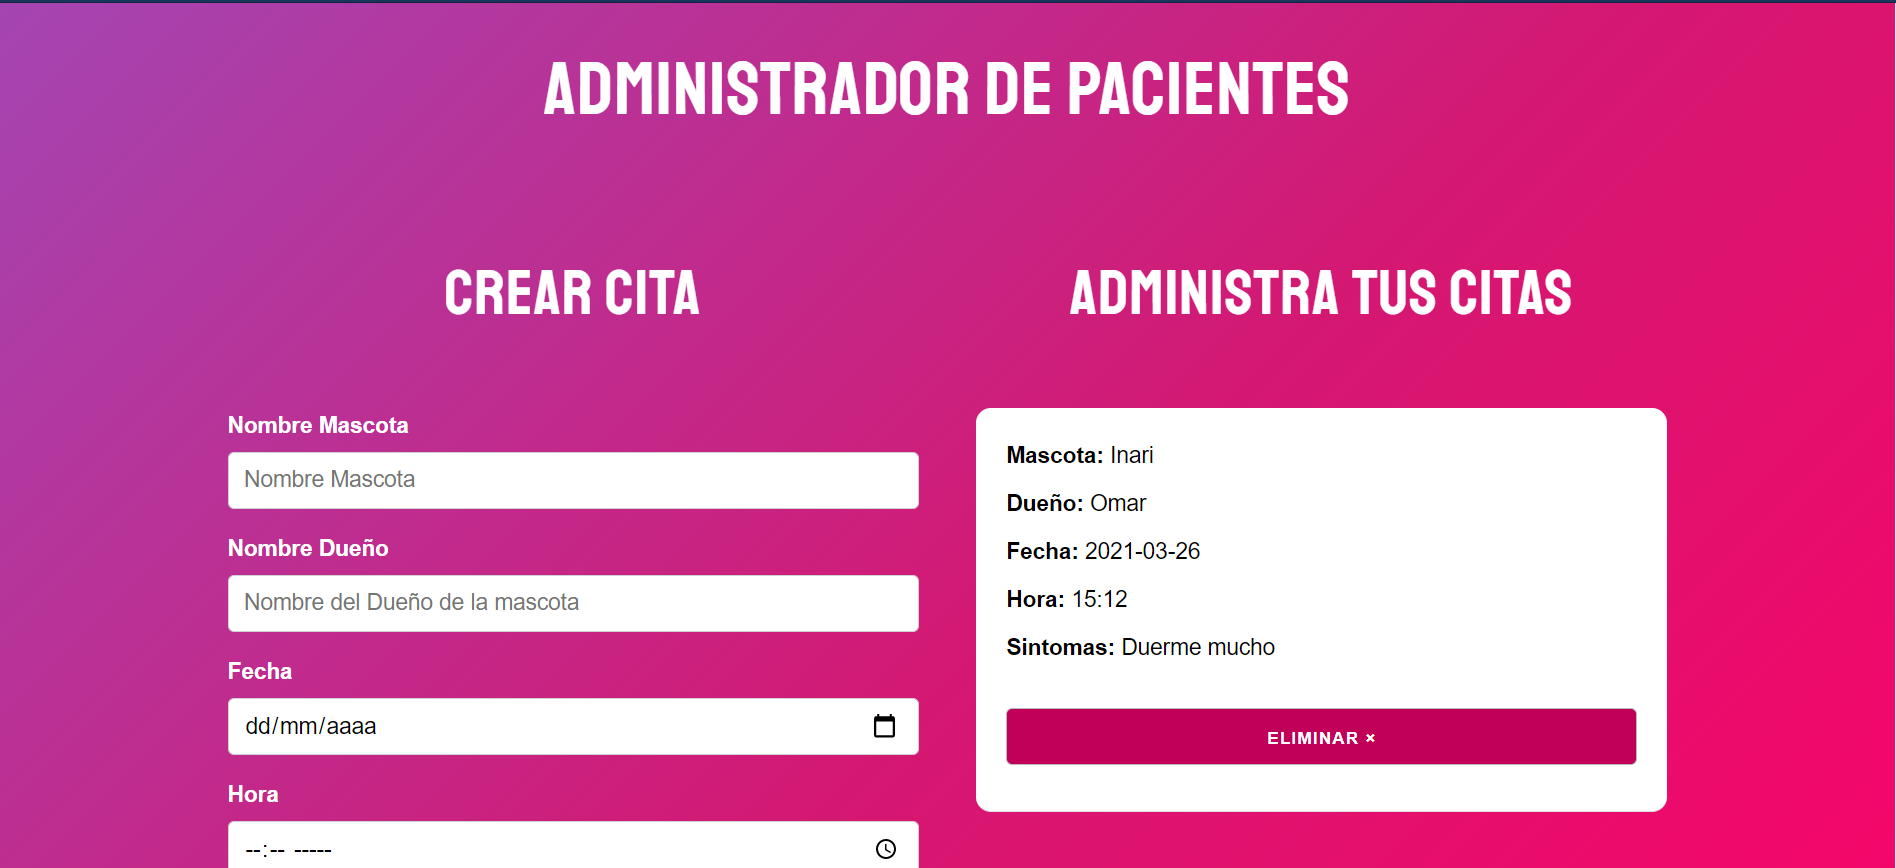 ADMINISTRADOR DE PACIENTES
CREAR CITA
Nombre Mascota
Nombre Mascota
Nombre Dueño
Nombre del Dueño de la mascota
Fecha
dd/mm/aaaa
Hora
--:-- -----
ADMINISTRA TUS CITAS
Mascota: Inari
Dueño: Omar
Fecha: 2021-03-26
Hora: 15:12
Sintomas: Duerme mucho
ELIMINAR ×